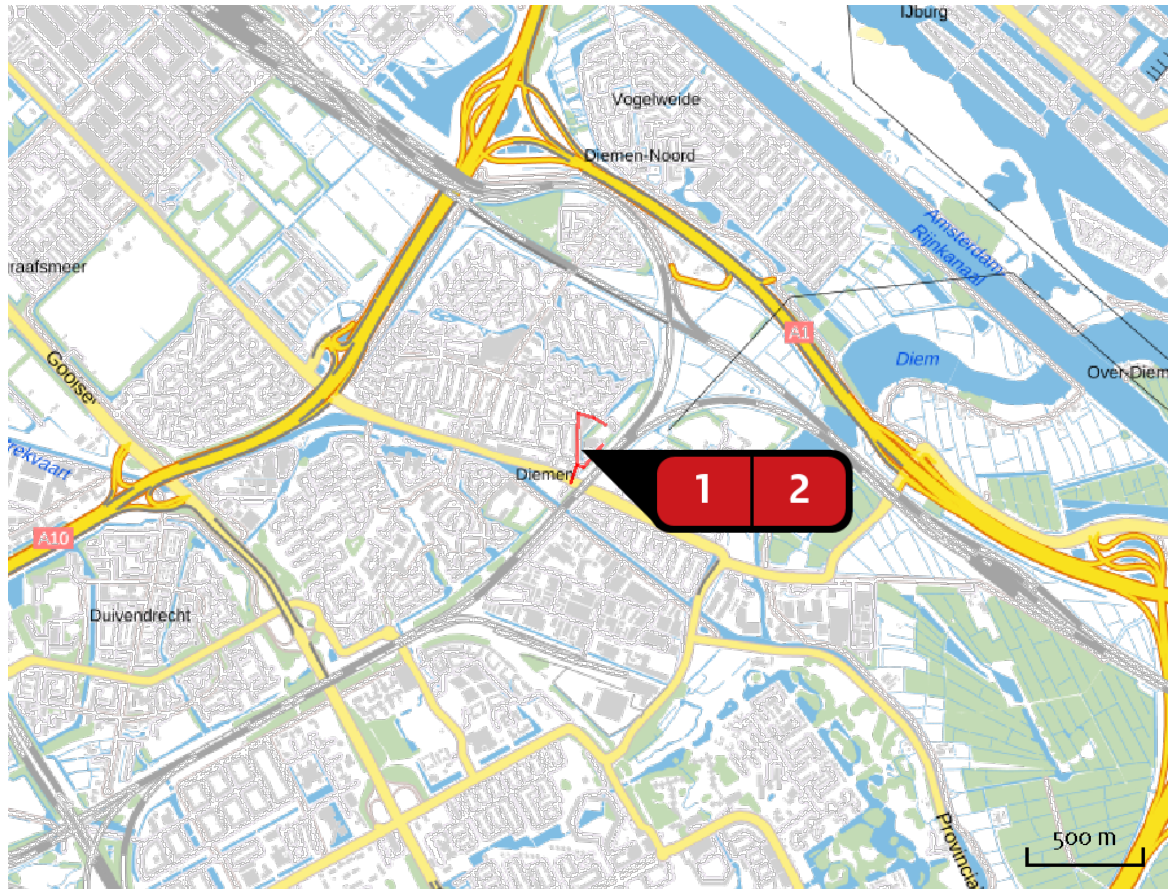 IJburg
Vogelweide
Diemen-Noord
Amsterdam
Rijnkanaal
raafsmeer
A1
Diem
Over-Diem
Gooisew
rekvaart
Diemen
1 2
A10
Duivendrecht
Provincia
500 m